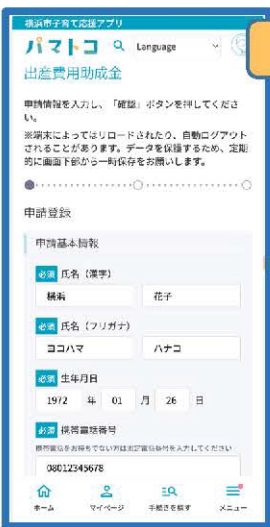 横浜市子育て応援アプリ
パマトコ
Language
出産費用助成金
申請情報を入力し、「確認」ボタンを押してください。
※端末によってはリロードされたり、自動ログアウト
されることがあります。データを保護するため、定期
的に画面下部から一時保存をお願いします。
申請登録
申請基本情報
必須 氏名（漢字）
横浜 花子
必須 氏名（フリガナ）
ヨコハマ ハナコ
必須 生年月日
1972 年 01 月 26 日
必須 携帯電話番号
携帯電話をお持ちでない方は固定電話番号を入力してください
08012345678
ホーム マイページ 手続きを探す メニュー